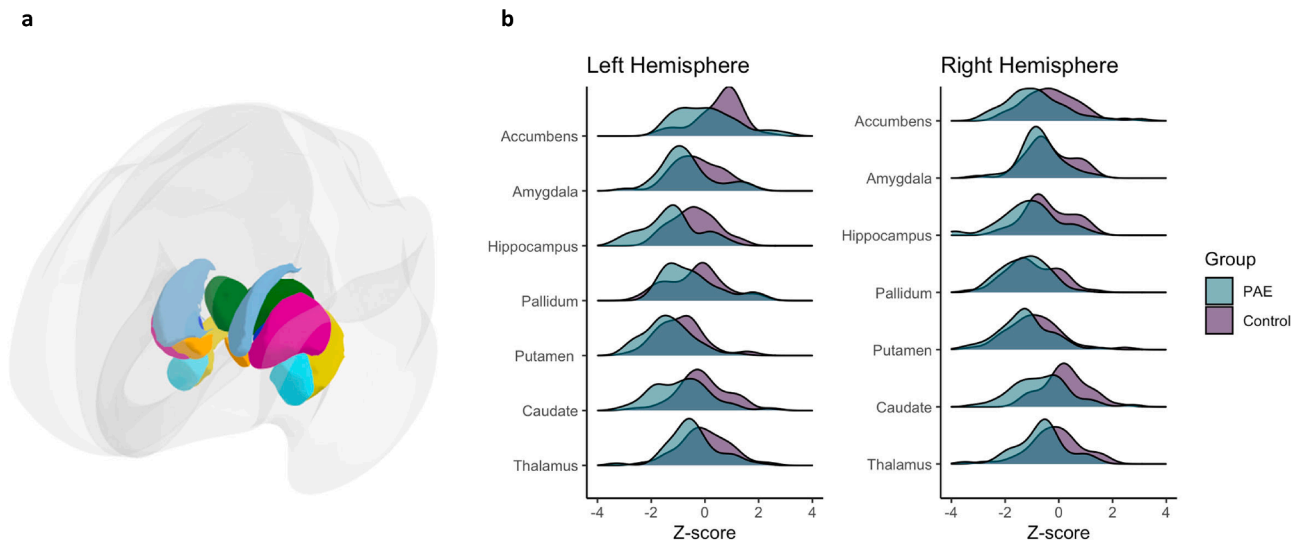 a
b
Left Hemisphere
Accumbens
Amygdala
Hippocampus
Pallidum
Putamen
Caudate
Thalamus
-4 -2 0 2 4
Z-score
Right Hemisphere
Accumbens
Amygdala
Hippocampus
Pallidum
Putamen
Caudate
Thalamus
-4 -2 0 2 4
Z-score
Group
PAE
Control